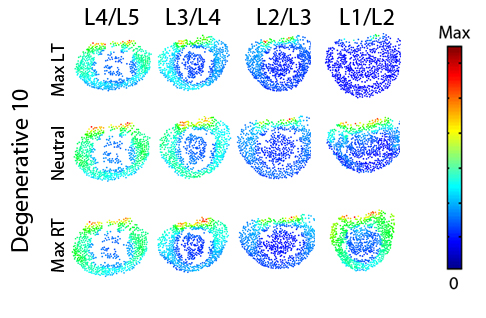 L4/L5 L3/L4 L2/L3 L1/L2
Max
Max LT
Neutral
Degenerative 10
Max RT
0